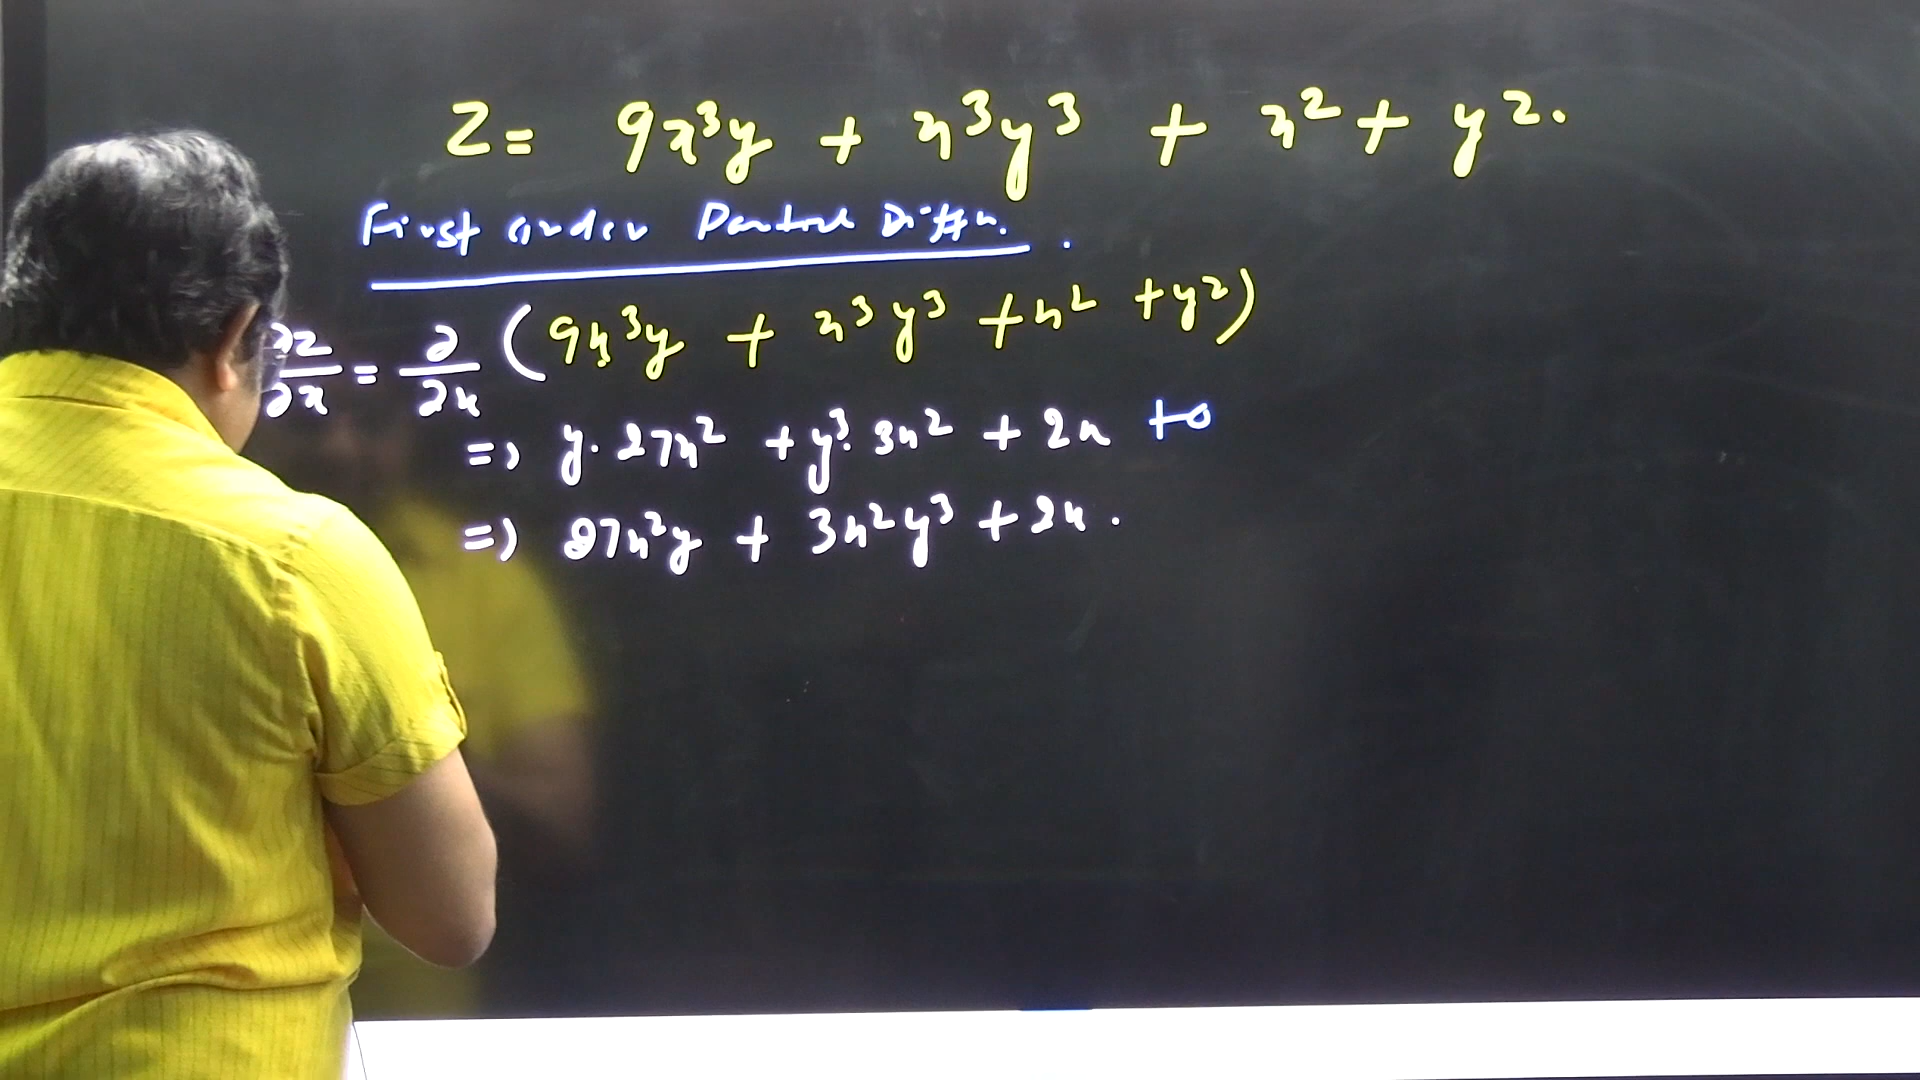 Z = 9x³y + x³y³ + x² + y².
First order Partial Diffn.
∂z/∂x = ∂/∂x (9x³y + x³y³ + x² + y²)
=> y. 27x² + y³. 3x² + 2x + 0
=> 27x²y + 3x²y³ + 2x.